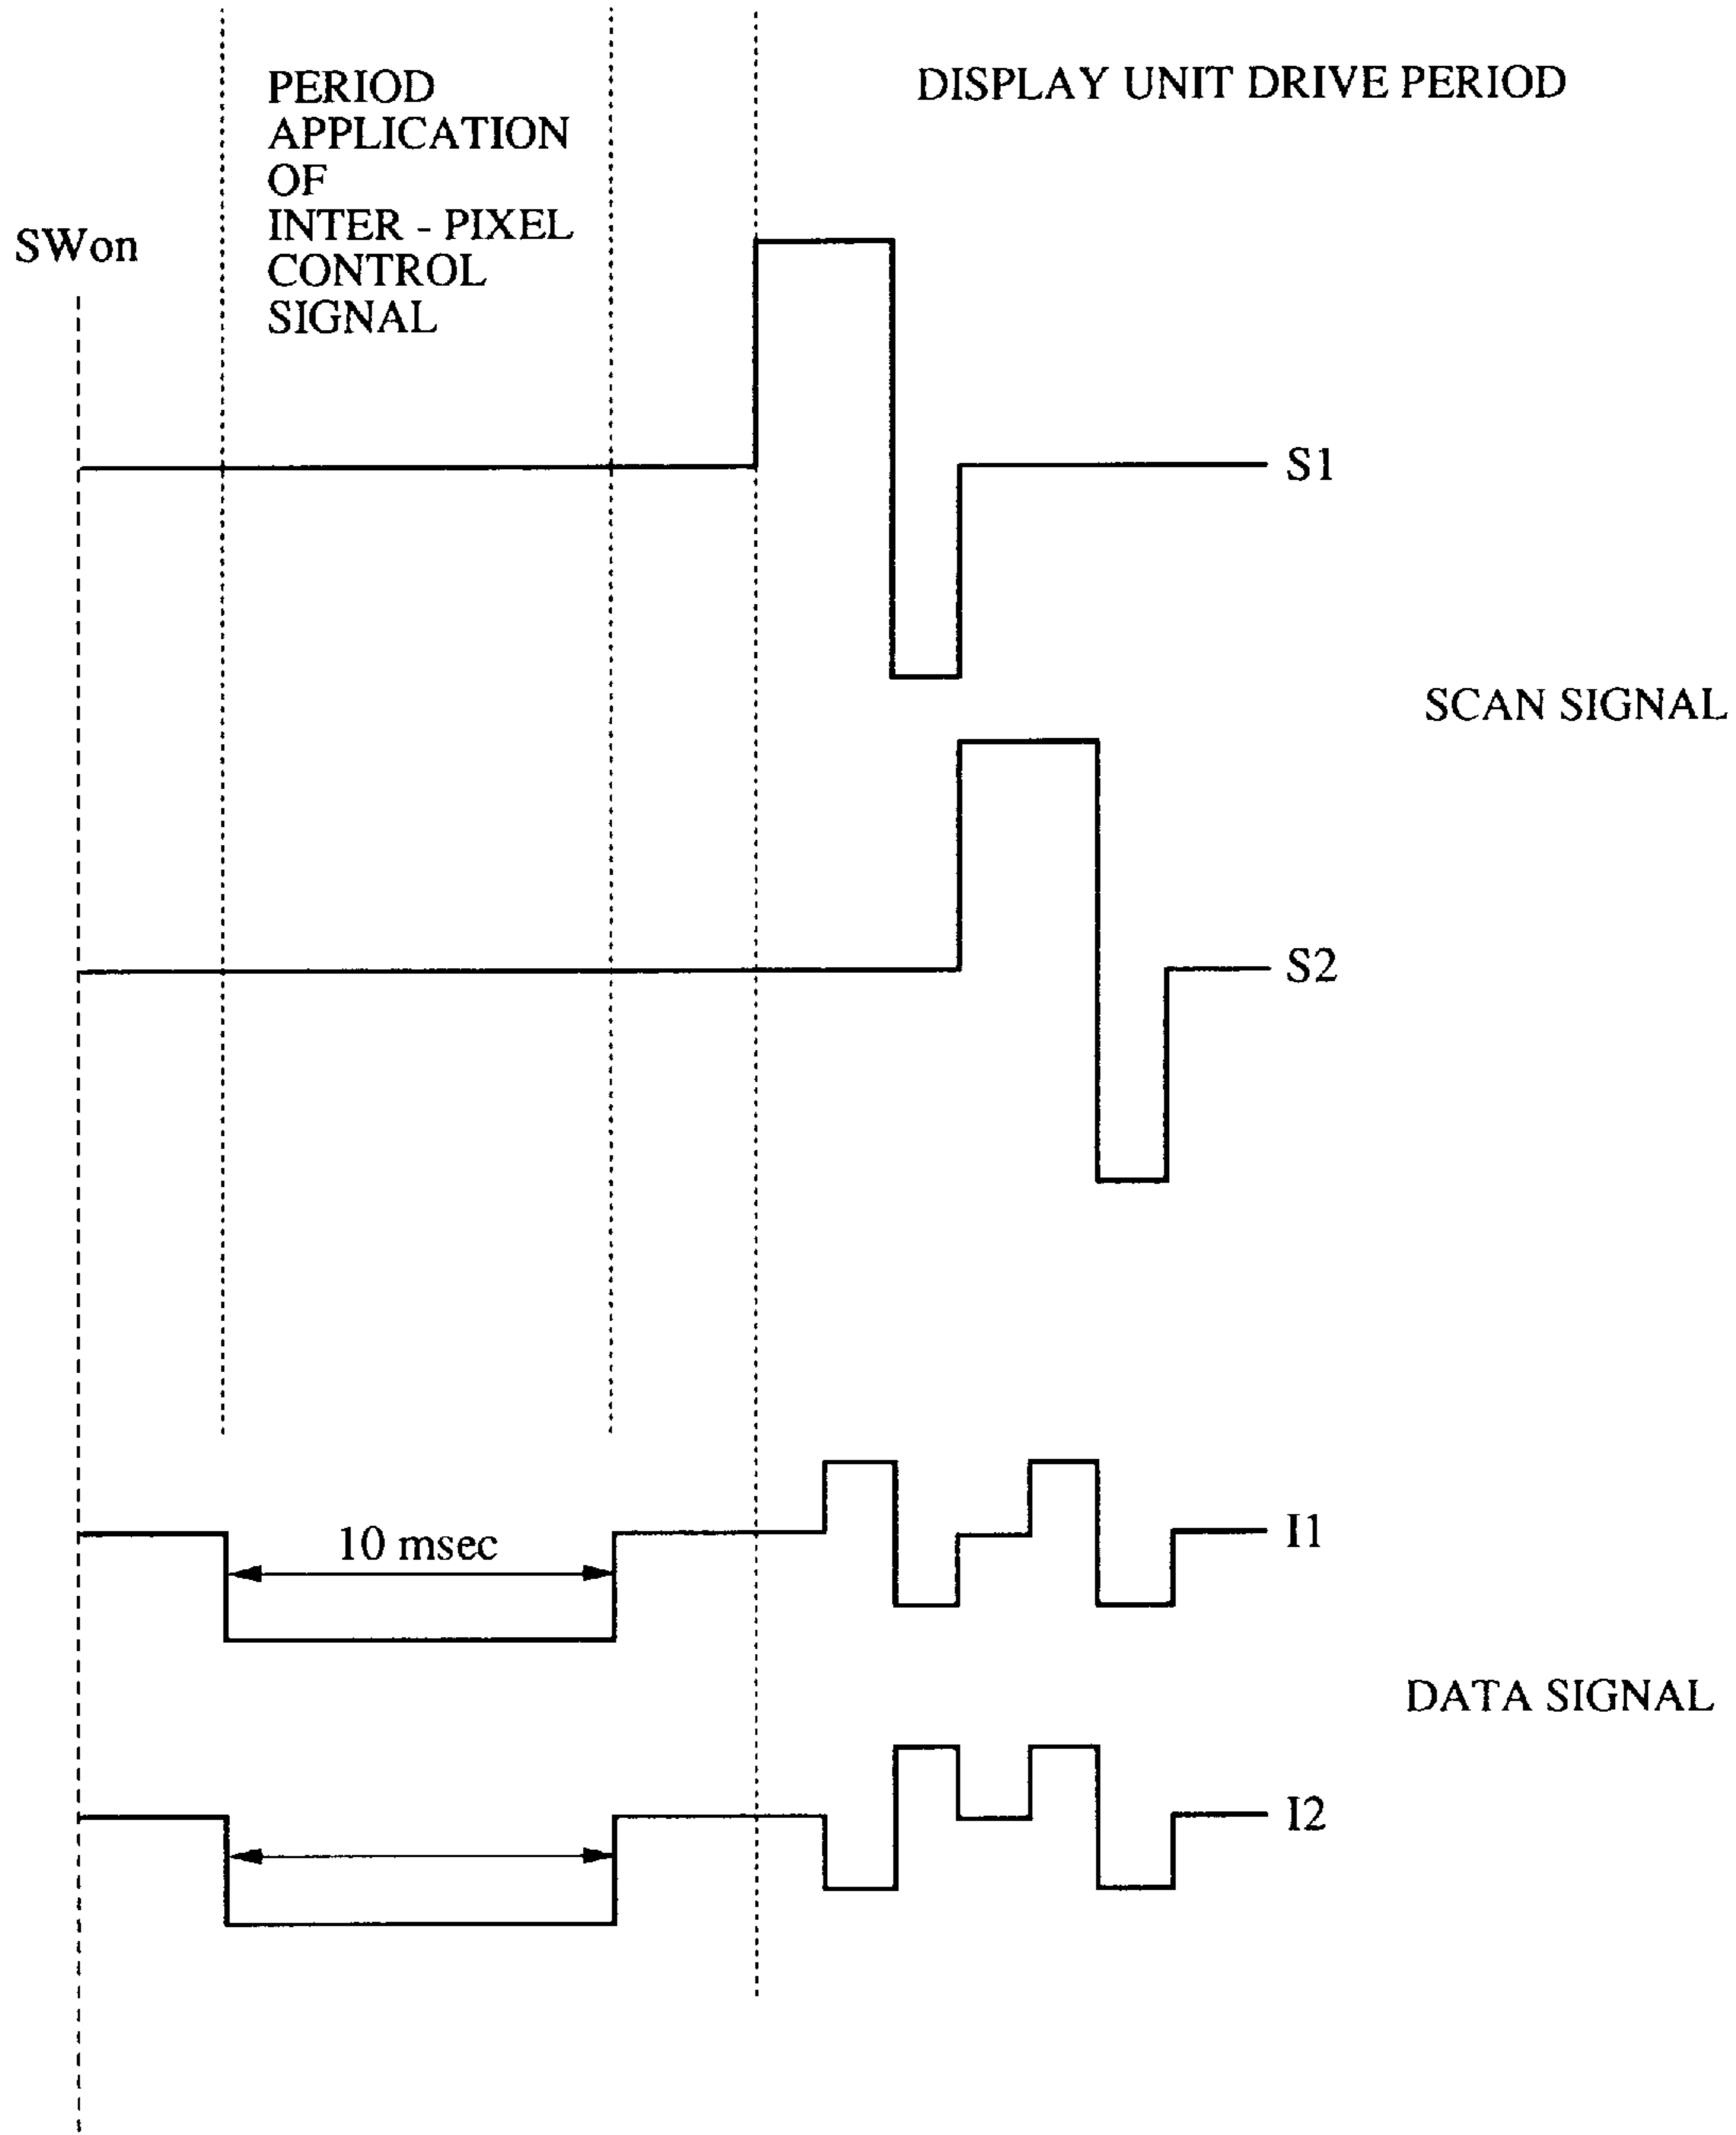 PERIOD
APPLICATION
OF
INTER - PIXEL
CONTROL
SIGNAL
DISPLAY UNIT DRIVE PERIOD
SWon
S1
SCAN SIGNAL
S2
10 msec
I1
DATA SIGNAL
I2